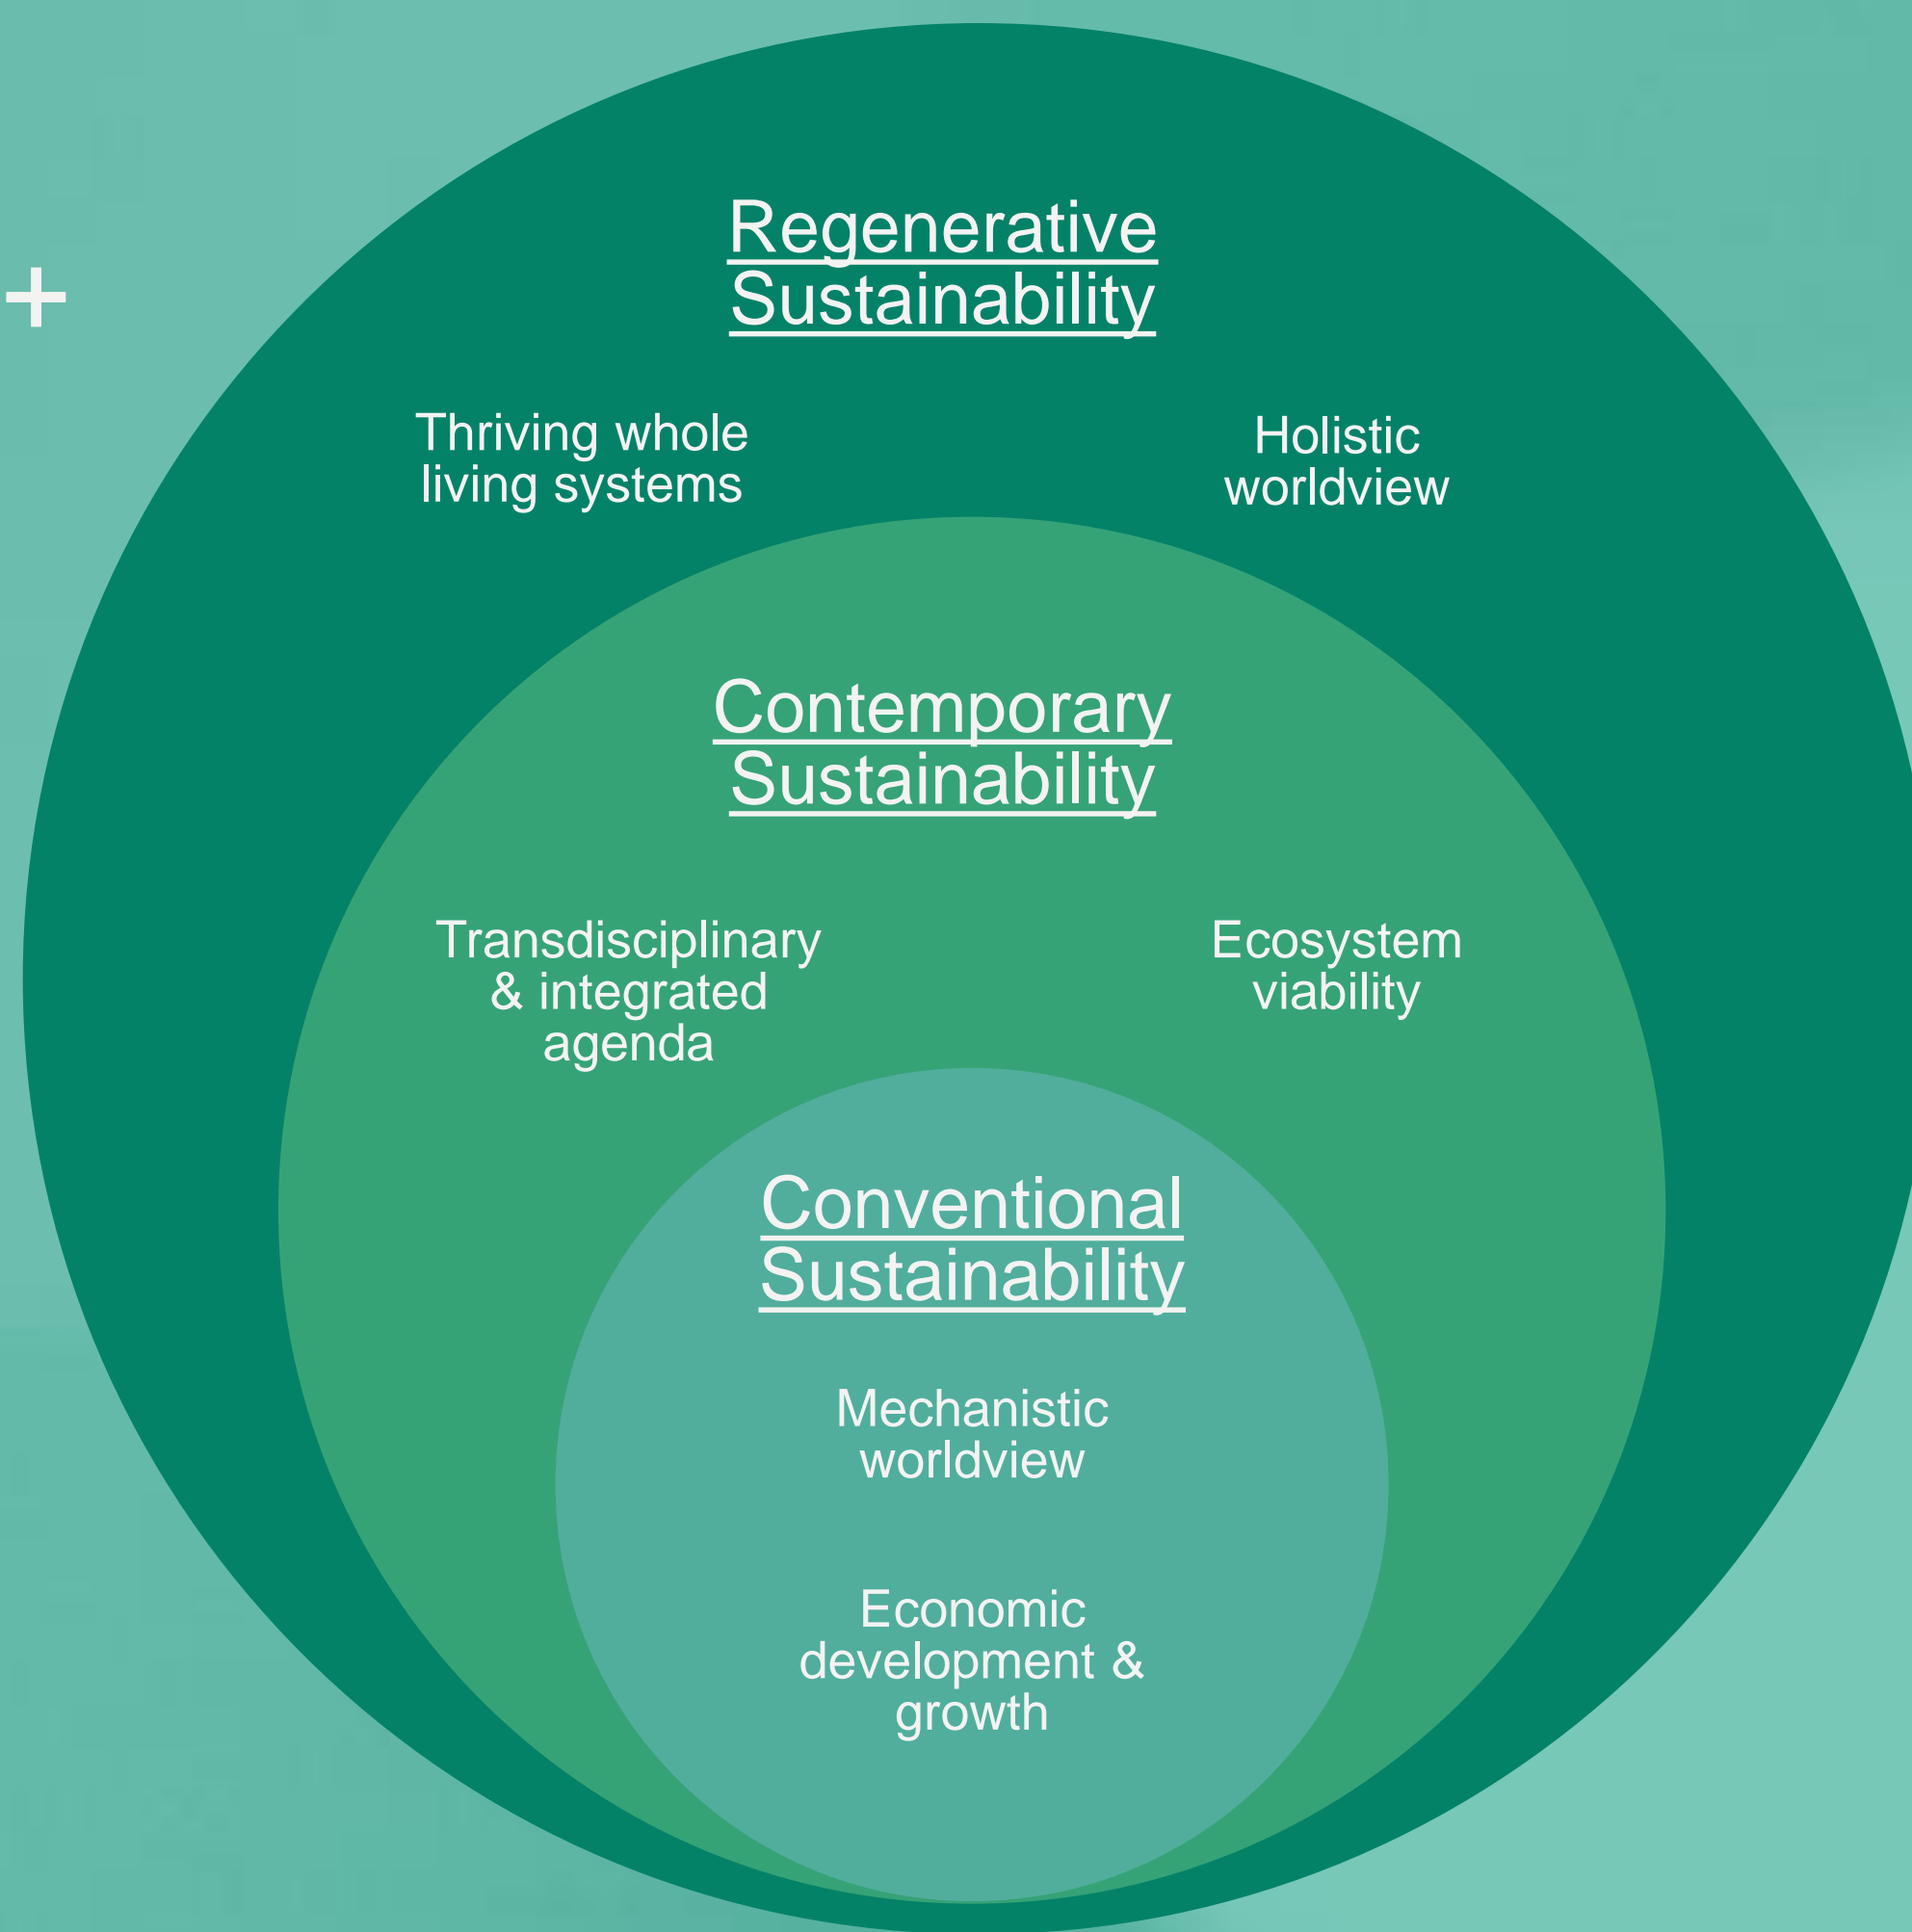 Regenerative
Sustainability
+
Thriving whole
living systems
Holistic
worldview
Contemporary
Sustainability
Transdisciplinary
& integrated
agenda
Ecosystem
viability
Conventional
Sustainability
Mechanistic
worldview
Economic
development &
growth